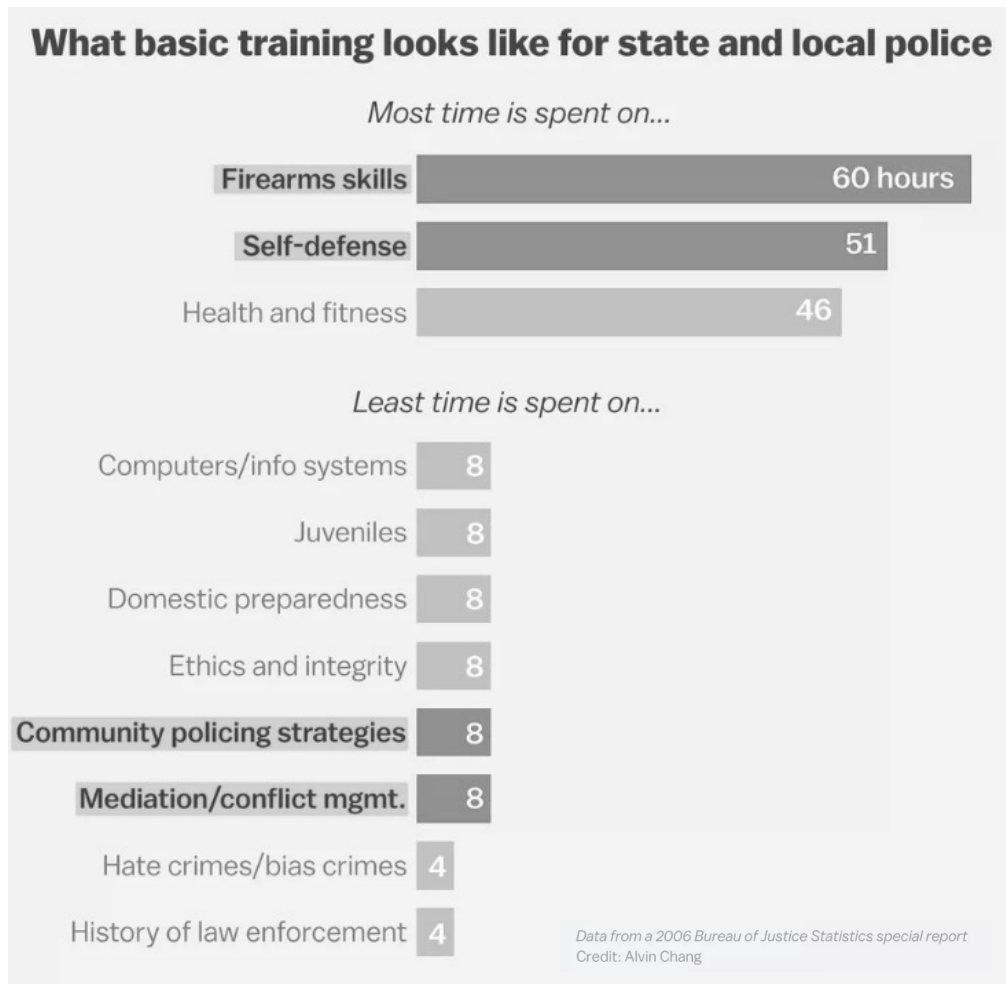 What basic training looks like for state and local police
Most time is spent on...
Firearms skills 60 hours
Self-defense 51
Health and fitness 46
Least time is spent on...
Computers/info systems 8
Juveniles 8
Domestic preparedness 8
Ethics and integrity 8
Community policing strategies 8
Mediation/conflict mgmt. 8
Hate crimes/bias crimes 4
History of law enforcement 4
Data from a 2006 Bureau of Justice Statistics special report
Credit: Alvin Chang